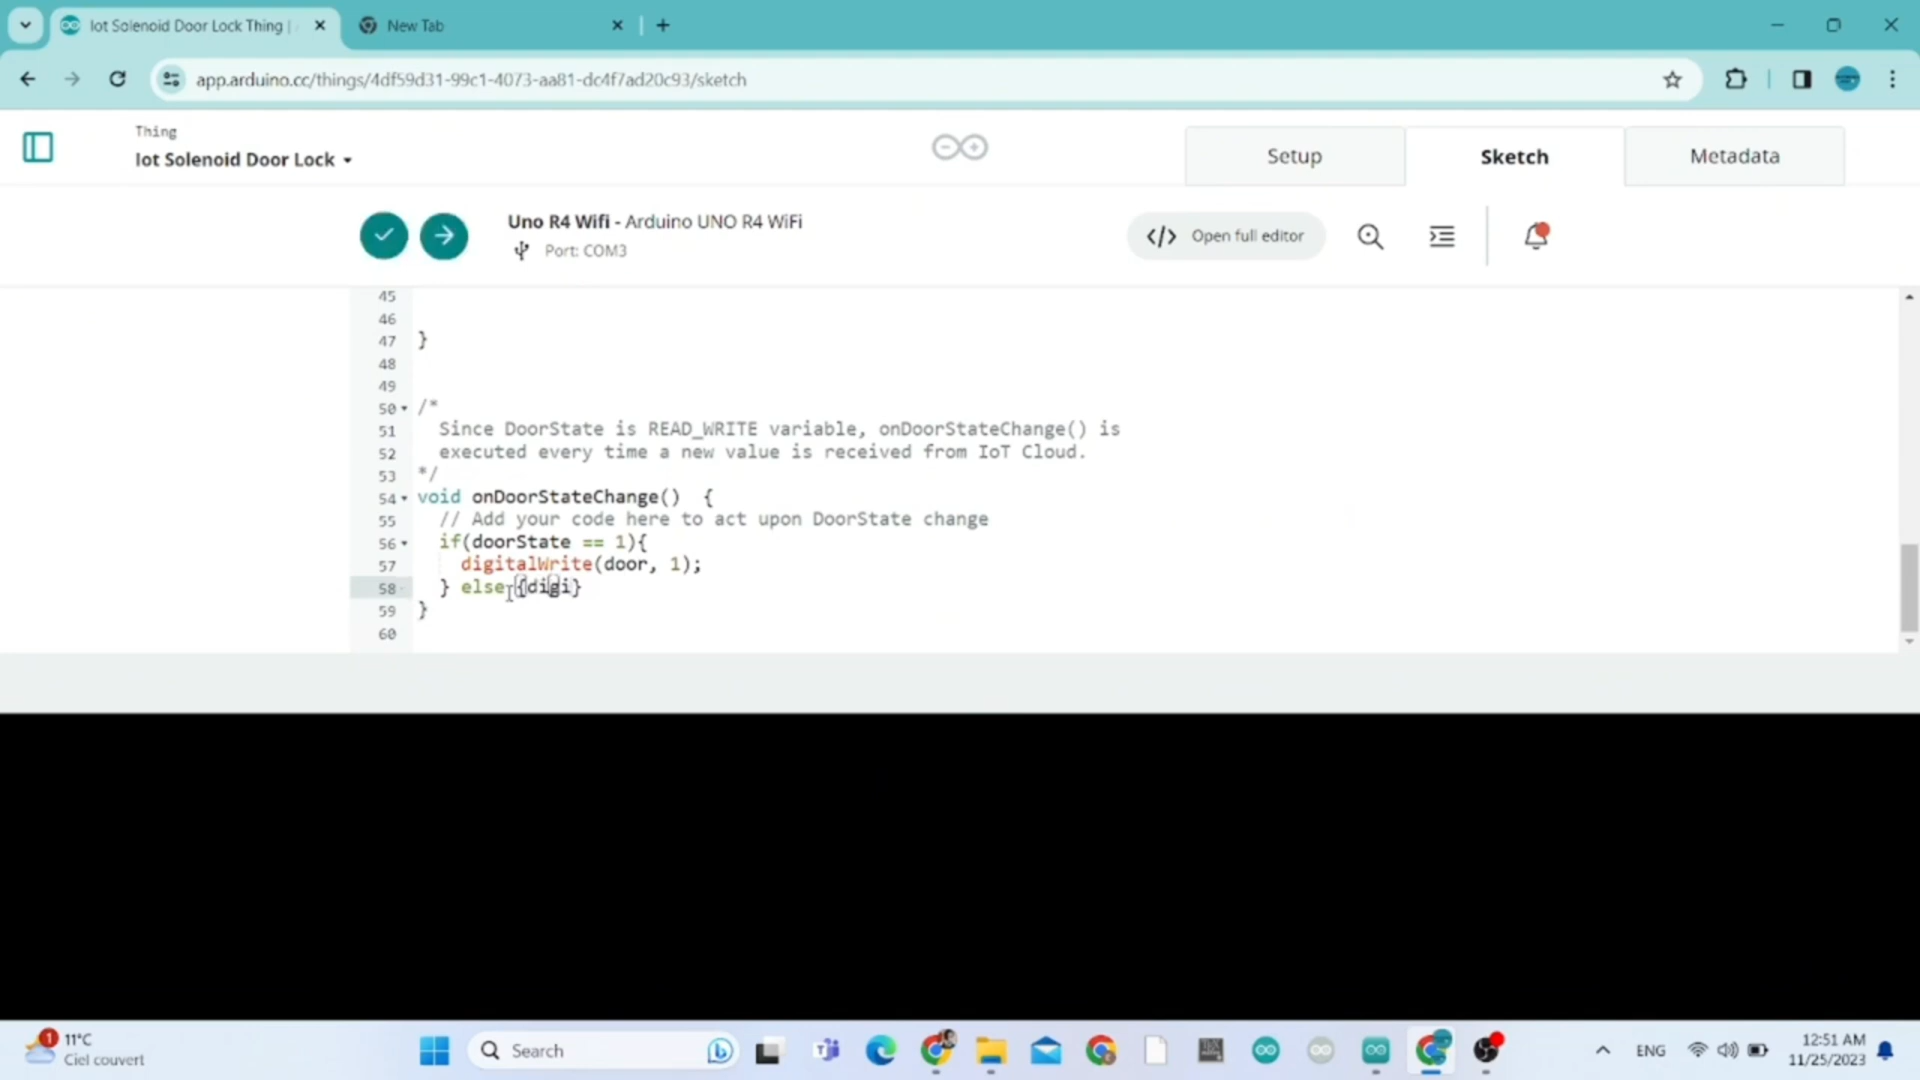 Iot Solenoid Door Lock Thing |
New Tab
app.arduino.cc/things/4df59d31-99c1-4073-aa81-dc4f7ad20c93/sketch
Thing
Iot Solenoid Door Lock
Setup
Sketch
Metadata
Uno R4 Wifi - Arduino UNO R4 WiFi
Port: COM3
</> Open full editor
45
46
47 }
48
49
50 /*
51 Since DoorState is READ_WRITE variable, onDoorStateChange() is
52 executed every time a new value is received from IoT Cloud.
53 */
54 void onDoorStateChange()  {
55 // Add your code here to act upon DoorState change
56 if(doorState == 1){
57 digitalWrite(door, 1);
58 } else {digi}
59 }
60
1
11°C
Ciel couvert
Search
ENG
12:51 AM
11/25/2023